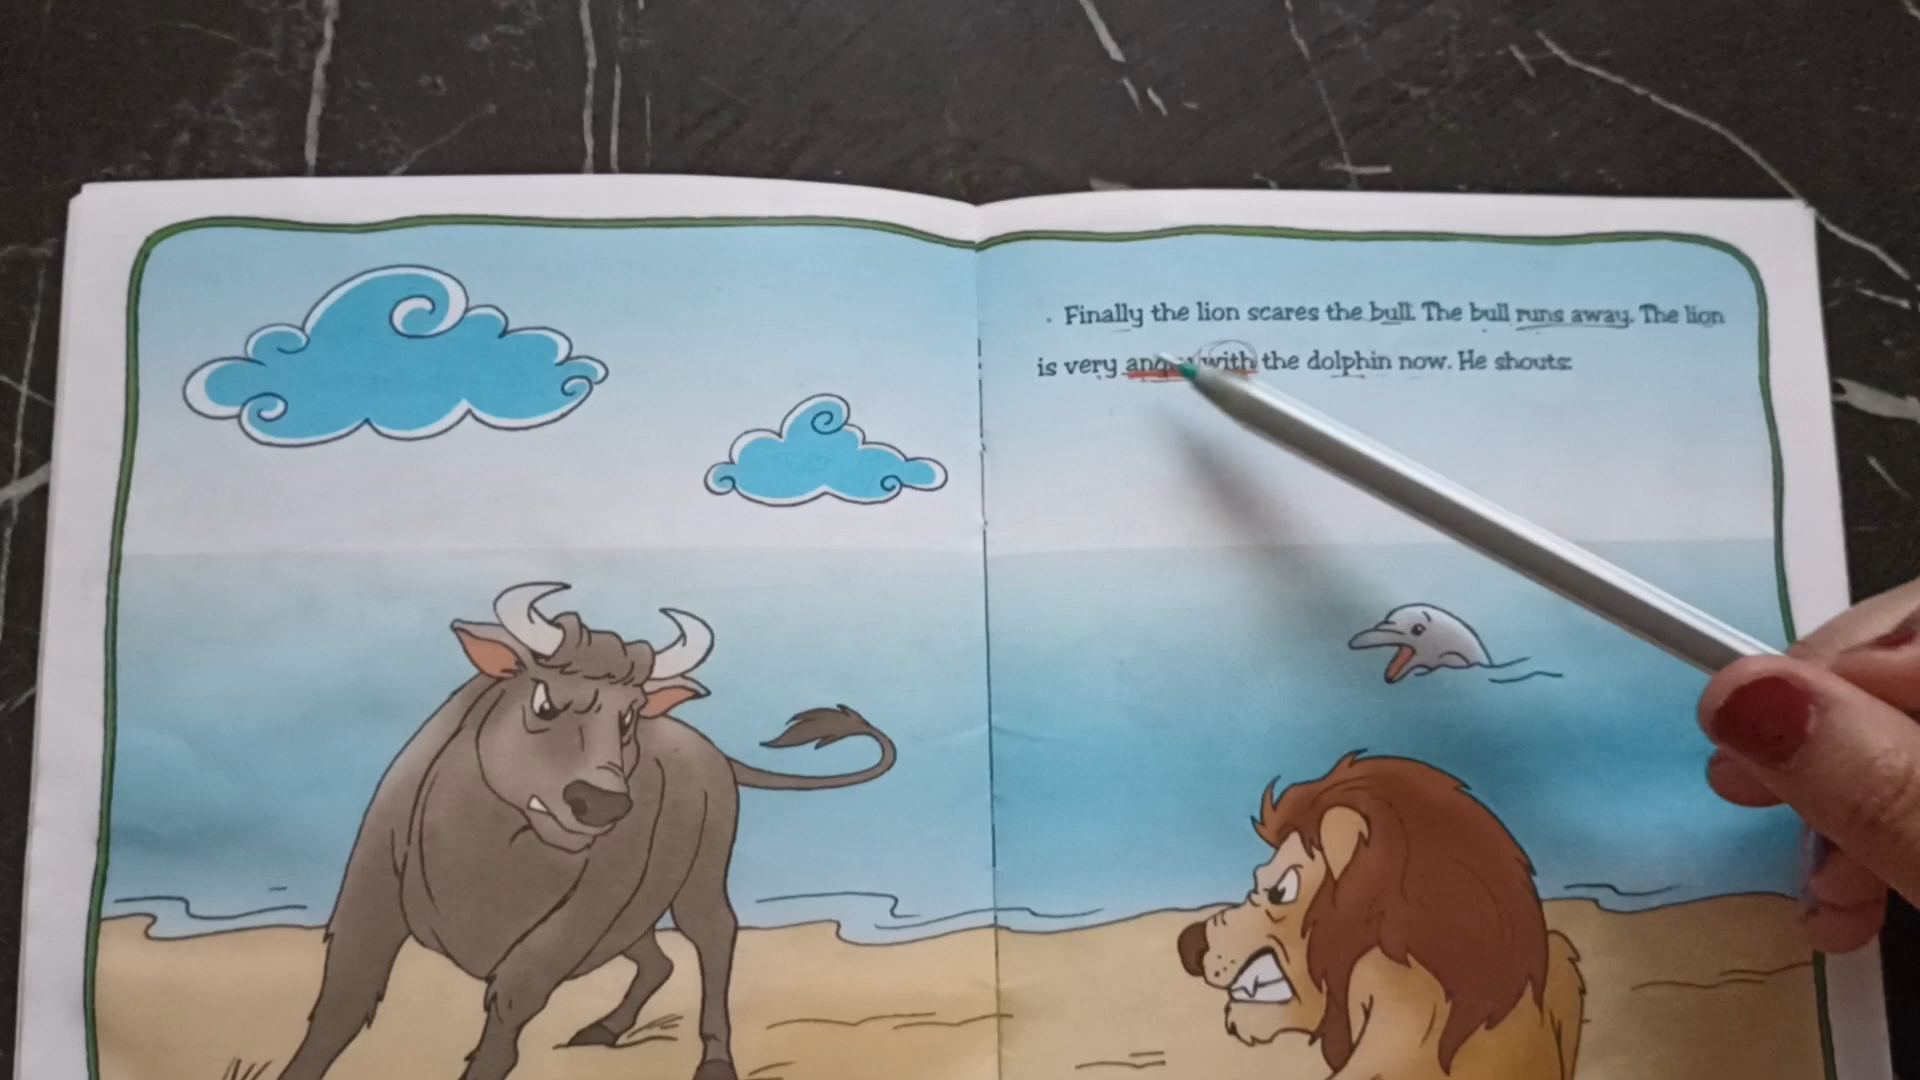 . Finally the lion scares the bull. The bull runs away. The lion
is very with the dolphin now. He shouts: